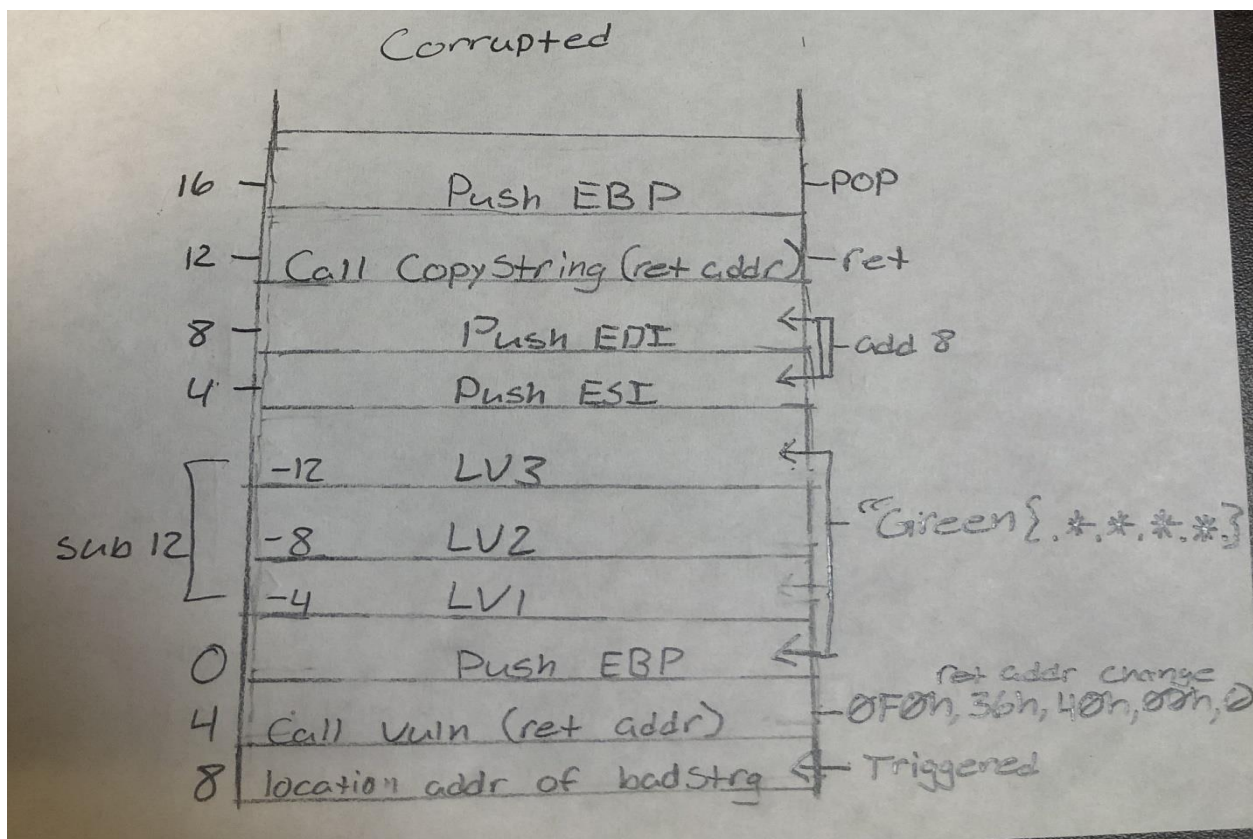 Corrupted
16 Push EBP POP
12 Call CopyString (ret addr) ret
8 Push EDI
add 8
4 Push ESI
-12 LV3
"Green{.*.*.*.*.}
sub 12 -8 LV2
-4 LV1
0 Push EBP
ret addr change
4 Call vuln (ret addr) 0F0h, 36h, 40h, 00h, 0
8 location addr of badStrg Triggered